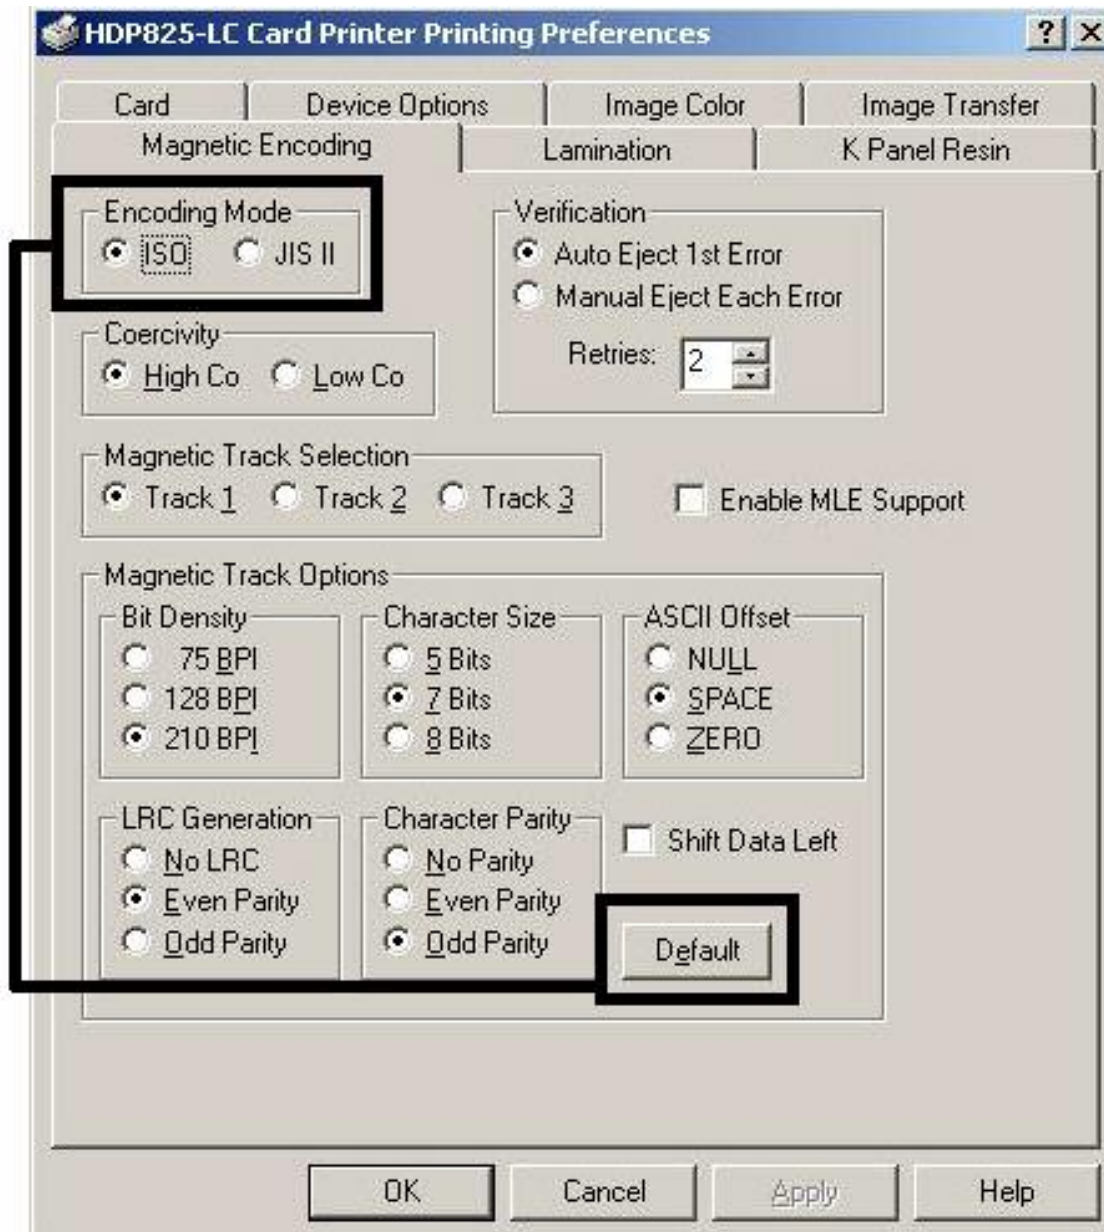 HDP825-LC Card Printer Printing Preferences
Card Device Options Image Color Image Transfer
Magnetic Encoding Lamination K Panel Resin
Encoding Mode
ISO JIS II
Verification
Auto Eject 1st Error
Manual Eject Each Error
Retries: 2
Coercivity
High Co Low Co
Magnetic Track Selection
Track 1 Track 2 Track 3
Enable MLE Support
Magnetic Track Options
Bit Density
75 BPI
128 BPI
210 BPI
Character Size
5 Bits
7 Bits
8 Bits
ASCII Offset
NULL
SPACE
ZERO
LRC Generation
No LRC
Even Parity
Odd Parity
Character Parity
No Parity
Even Parity
Odd Parity
Shift Data Left
Default
OK Cancel Apply Help